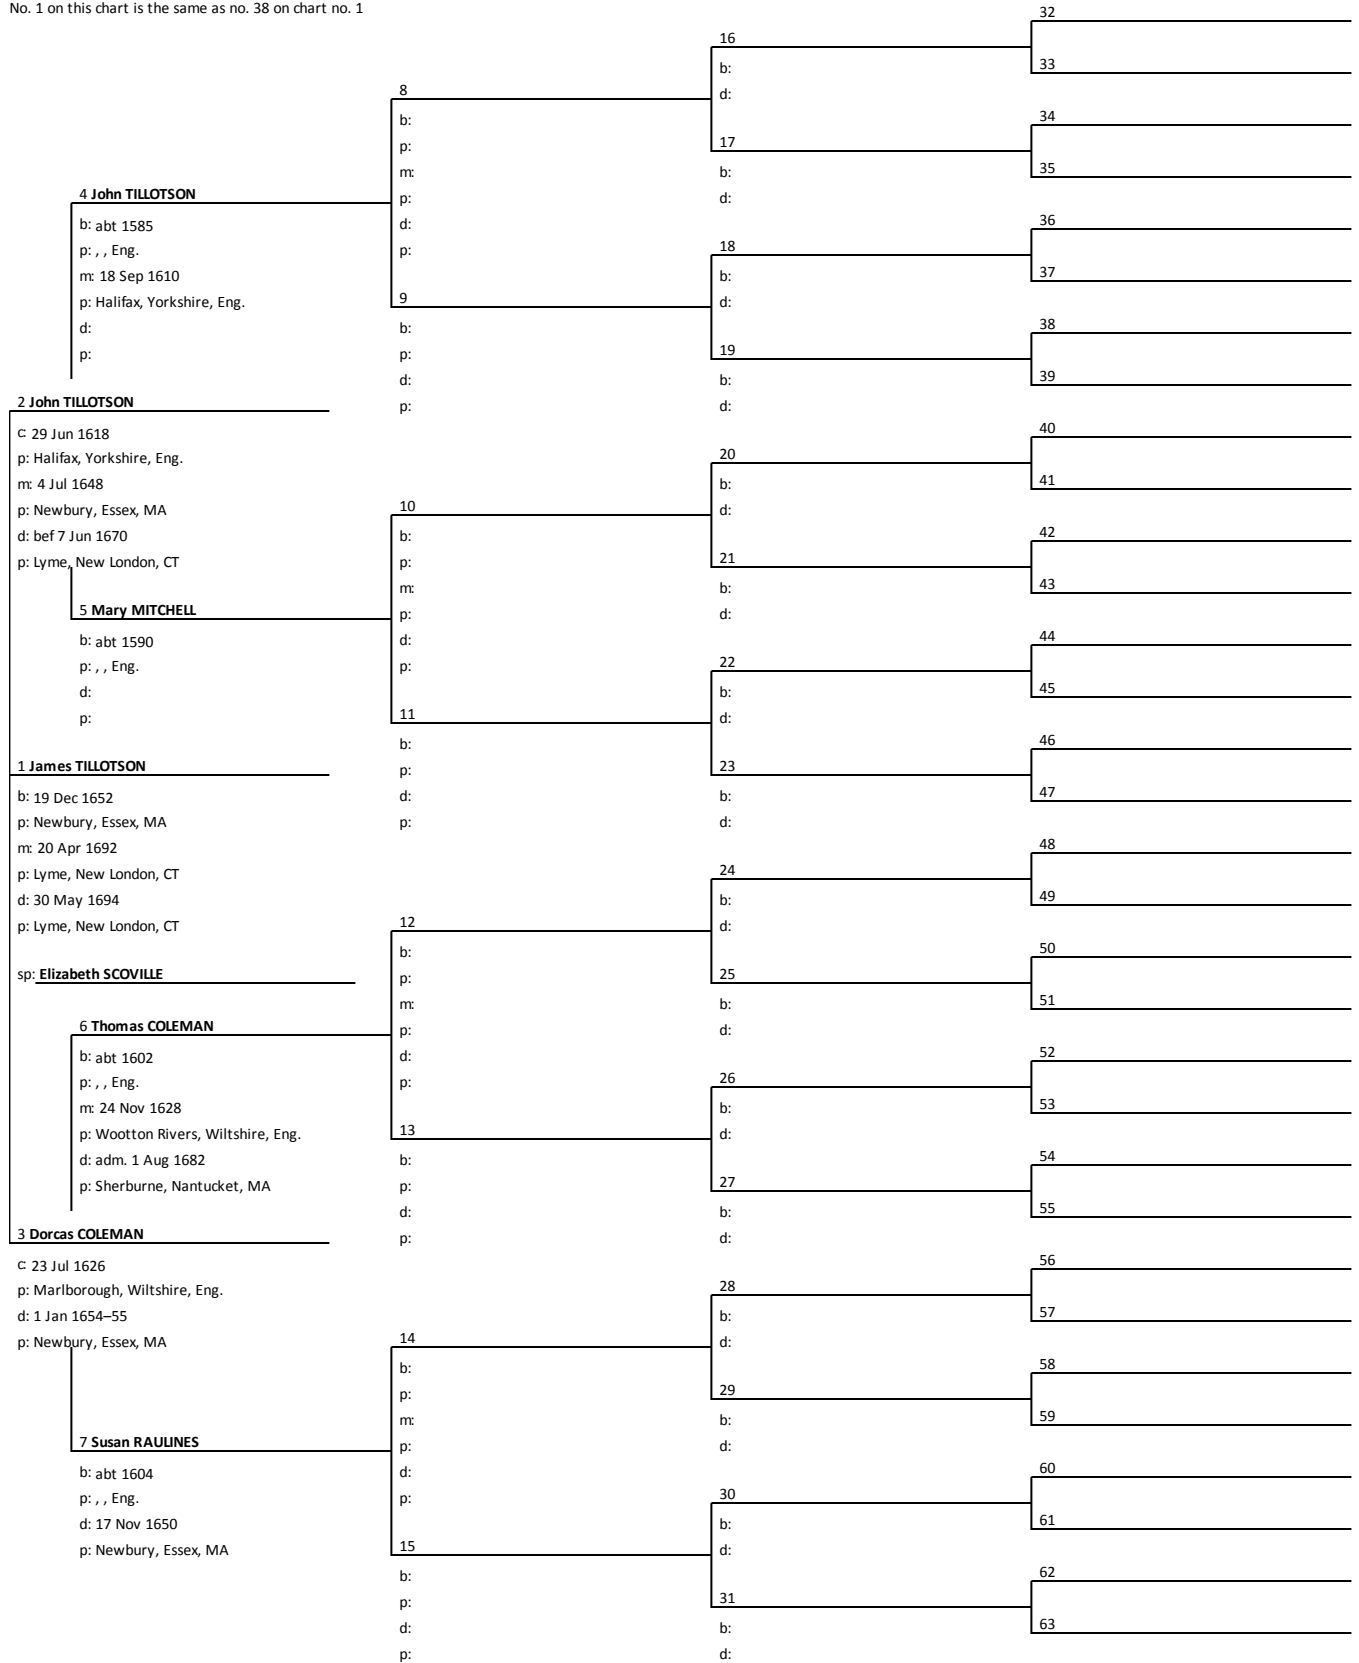 No. 1 on this chart is the same as no. 38 on chart no. 1
4 John TILLOTSON
b: abt 1585
p: , , Eng.
m: 18 Sep 1610
p: Halifax, Yorkshire, Eng.
d:
p:
2 John TILLOTSON
c: 29 Jun 1618
p: Halifax, Yorkshire, Eng.
m: 4 Jul 1648
p: Newbury, Essex, MA
d: bef 7 Jun 1670
p: Lyme, New London, CT
5 Mary MITCHELL
b: abt 1590
p: , , Eng.
d:
p:
1 James TILLOTSON
b: 19 Dec 1652
p: Newbury, Essex, MA
m: 20 Apr 1692
p: Lyme, New London, CT
d: 30 May 1694
p: Lyme, New London, CT
sp: Elizabeth SCOVILLE
6 Thomas COLEMAN
b: abt 1602
p: , , Eng.
m: 24 Nov 1628
p: Wootton Rivers, Wiltshire, Eng.
d: adm. 1 Aug 1682
p: Sherburne, Nantucket, MA
3 Dorcas COLEMAN
c: 23 Jul 1626
p: Marlborough, Wiltshire, Eng.
d: 1 Jan 1654–55
p: Newbury, Essex, MA
7 Susan RAULINES
b: abt 1604
p: , , Eng.
d: 17 Nov 1650
p: Newbury, Essex, MA
8
b:
p:
m:
p:
d:
p:
9
b:
p:
d:
p:
10
b:
p:
m:
p:
d:
p:
11
b:
p:
d:
p:
12
b:
p:
m:
p:
d:
p:
13
b:
p:
d:
p:
14
b:
p:
m:
p:
d:
p:
15
b:
p:
d:
p:
16
b:
d:
17
b:
d:
18
b:
d:
19
b:
d:
20
b:
d:
21
b:
d:
22
b:
d:
23
b:
d:
24
b:
d:
25
b:
d:
26
b:
d:
27
b:
d:
28
b:
d:
29
b:
d:
30
b:
d:
31
b:
d:
32
33
34
35
36
37
38
39
40
41
42
43
44
45
46
47
48
49
50
51
52
53
54
55
56
57
58
59
60
61
62
63